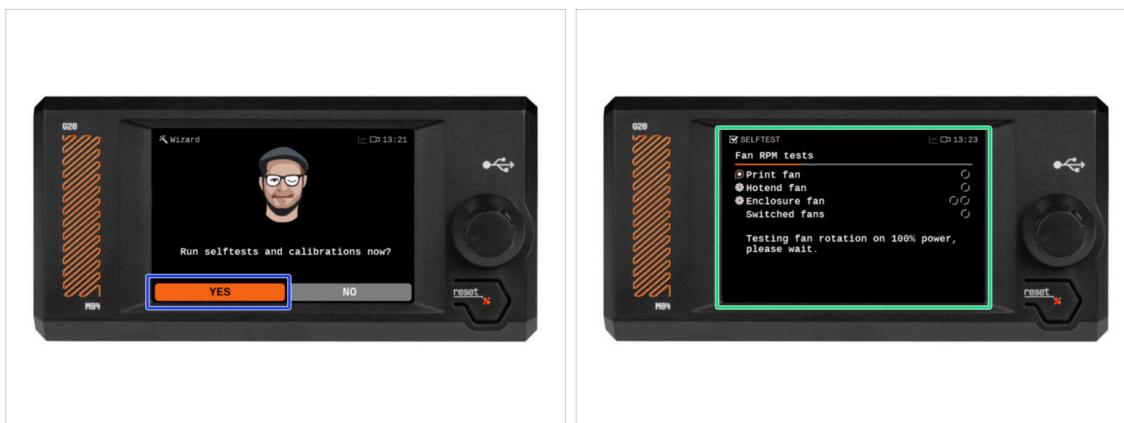 G28
Wizard
13:21
Run selftests and calibrations now?
YES
NO
M84
reset
G28
SELFTEST
13:23
Fan RPM tests
Print fan
Hotend fan
Enclosure fan
Switched fans
Testing fan rotation on 100% power,
please wait.
M84
reset